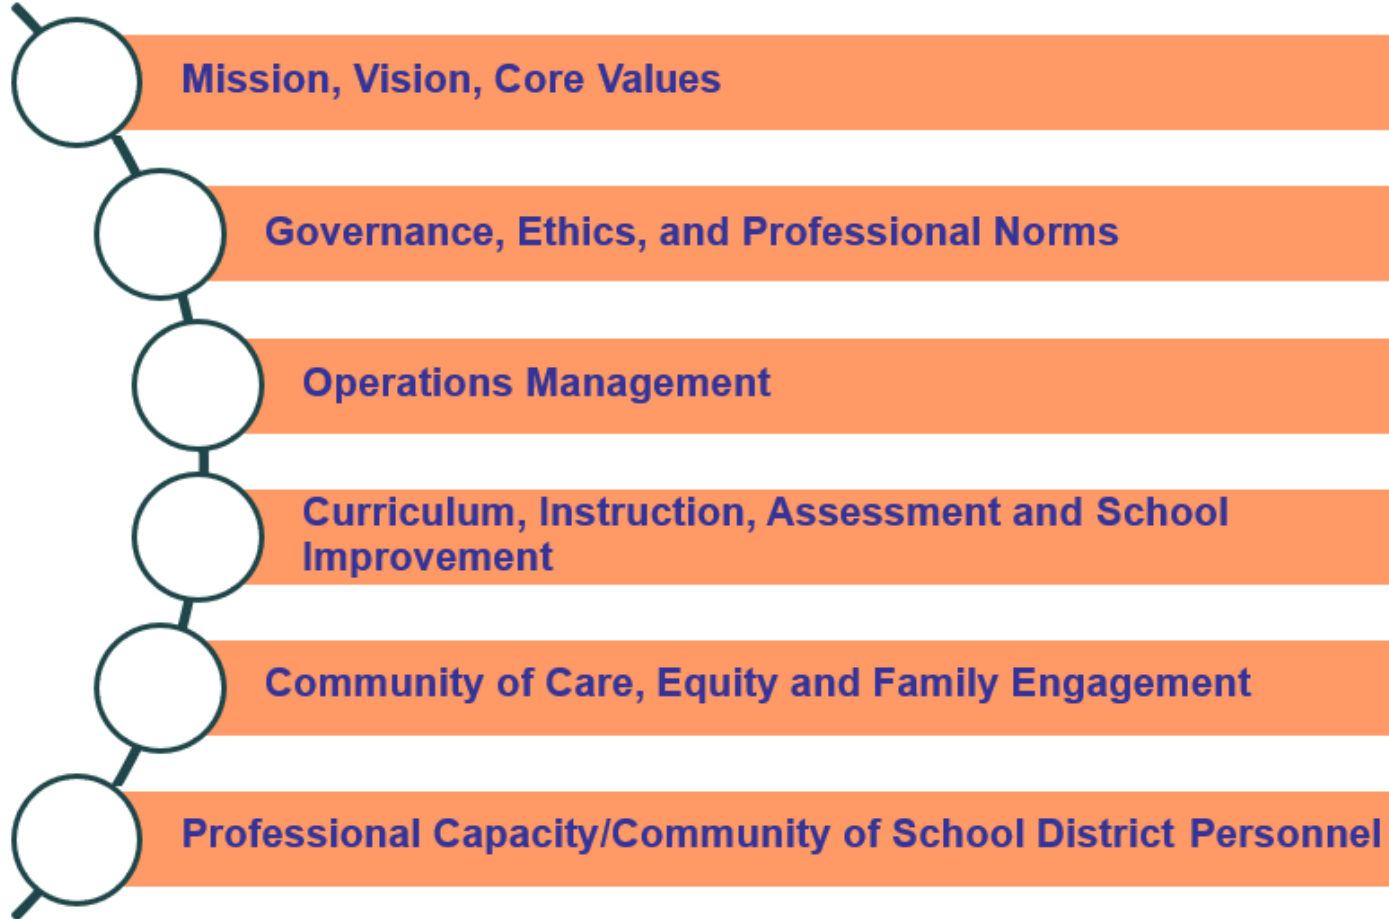 Mission, Vision, Core Values
Governance, Ethics, and Professional Norms
Operations Management
Curriculum, Instruction, Assessment and School
Improvement
Community of Care, Equity and Family Engagement
Professional Capacity/Community of School District Personnel